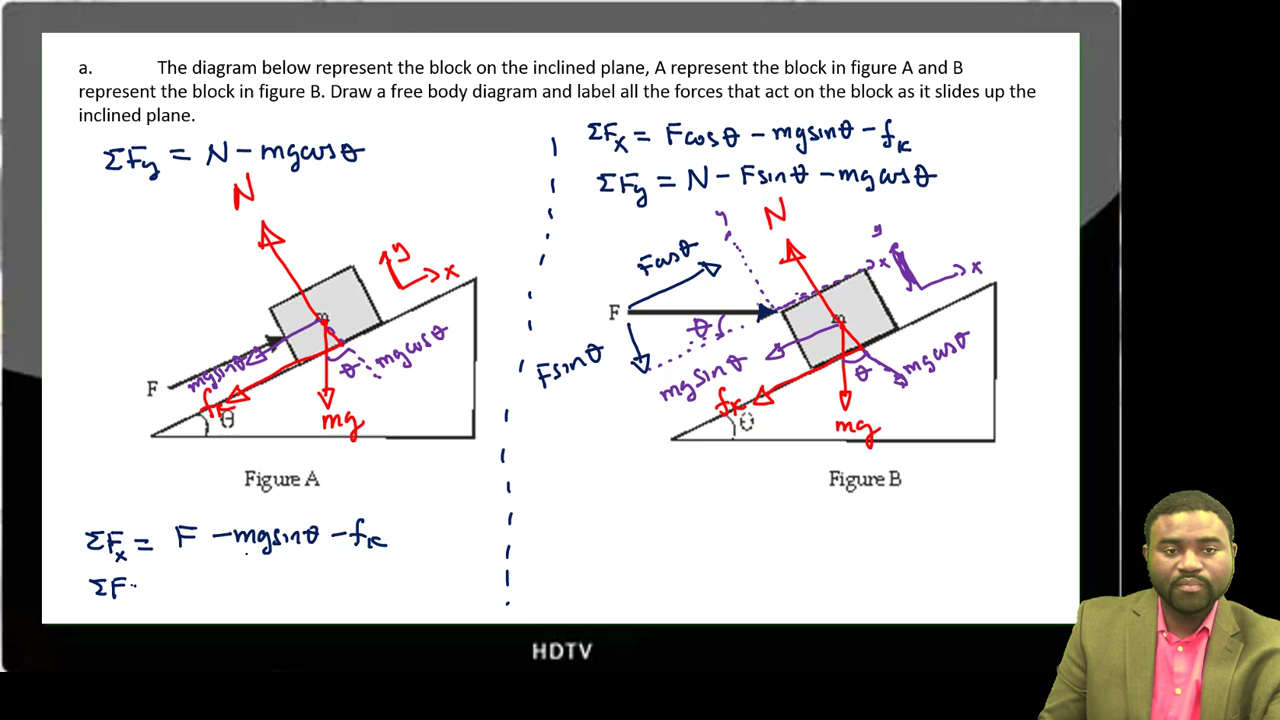 a. The diagram below represent the block on the inclined plane, A represent the block in figure A and B
represent the block in figure B. Draw a free body diagram and label all the forces that act on the block as it slides up the
inclined plane.
ΣFy = N - mgcosθ
ΣFx = Fcosθ - mgsinθ - fk
ΣFy = N - Fsinθ - mgcosθ
N
y
x
m
mgsinθ
θ
mgcosθ
F
fk
mg
θ
Figure A
y
N
y
x
x
Fcosθ
F
θ
m
Fsinθ
mgsinθ
θ
mgcosθ
fk
mg
θ
Figure B
ΣFx = F - mgsinθ - fk
ΣF
HDTV